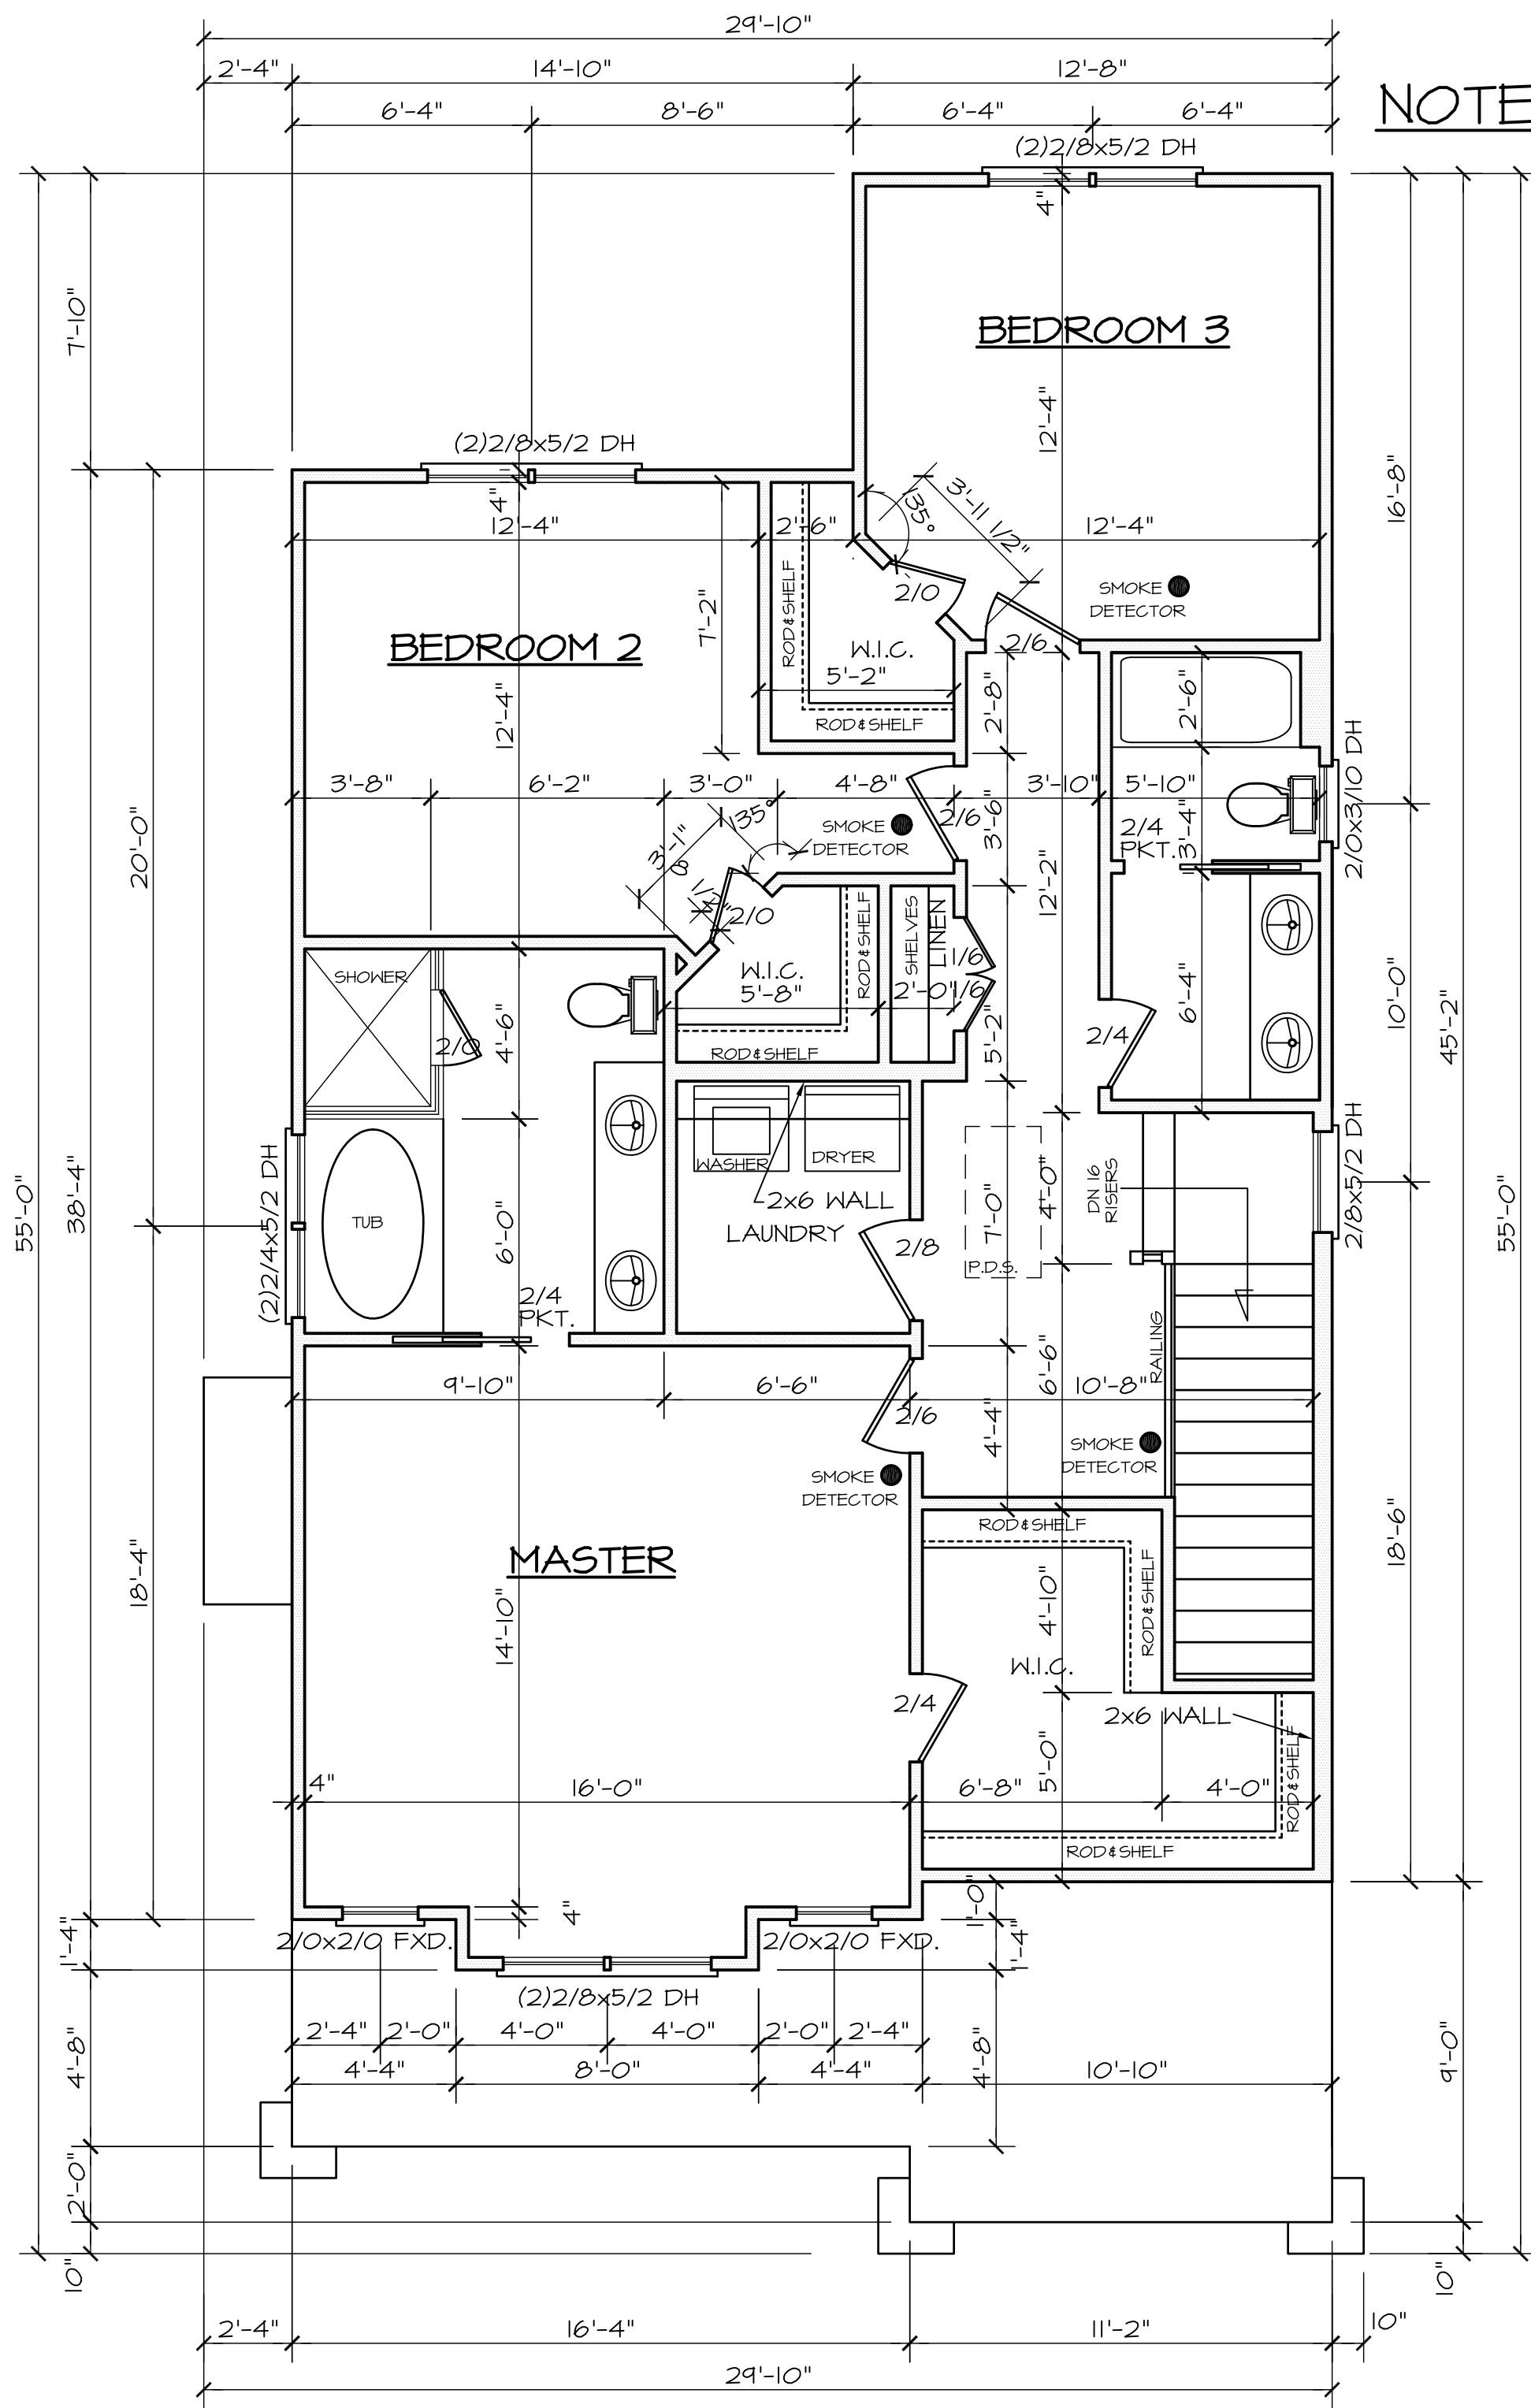 29'-10"
2'-4" 14'-10" 12'-8"
6'-4" 8'-6" 6'-4" 6'-4"
NOTE
(2)2/8x5/2 DH
4"
7'-10"
BEDROOM 3
12'-4"
16'-8"
(2)2/8x5/2 DH
4"
12'-4" 2'-6" 12'-4"
135°
3'-11 1/2"
2/0
SMOKE
DETECTOR
ROD&SHELF
7'-2"
BEDROOM 2
W.I.C.
5'-2"
2/6
ROD&SHELF
12'-4"
2'-8"
2'-6"
2/0x3/10 DH
3'-8" 6'-2" 3'-0" 4'-8" 3'-10" 5'-10"
135°
3'-1"
8 1/2"
2/0
SMOKE
DETECTOR
2/6
3'-6"
2/4
PKT.
3'-4"
20'-0"
12'-2"
SHOWER
2/0
4'-6"
W.I.C.
5'-8"
ROD&SHELF
ROD&SHELF
SHELVES
LINEN
1/6
2'-0"
1/6
5'-2"
2/4
6'-4"
10'-0"
45'-2"
WASHER
DRYER
2x6 WALL
LAUNDRY
2/8
(2)2/4x5/2 DH
TUB
6'-0"
2/4
PKT.
7'-0"
4'-0"
P.D.S.
DN 16
RISERS
2/8x5/2 DH
55'-0"
38'-4"
55'-0"
9'-10" 6'-6" 10'-8"
2/6
6'-6"
4'-4"
RAILING
SMOKE
DETECTOR
SMOKE
DETECTOR
18'-6"
18'-4"
MASTER
14'-10"
ROD&SHELF
ROD&SHELF
4'-10"
W.I.C.
2/4
2x6 WALL
ROD&SHELF
4" 16'-0" 6'-8" 4'-0"
5'-0"
ROD&SHELF
4"
1'-0"
1'-4"
1'-4"
2/0x2/0 FXD. 2/0x2/0 FXD.
(2)2/8x5/2 DH
2'-4" 2'-0" 4'-0" 4'-0" 2'-0" 2'-4"
4'-4" 8'-0" 4'-4" 10'-10"
4'-8"
4'-8"
9'-0"
2'-0"
10"
10"
2'-4" 16'-4" 11'-2" 10"
29'-10"